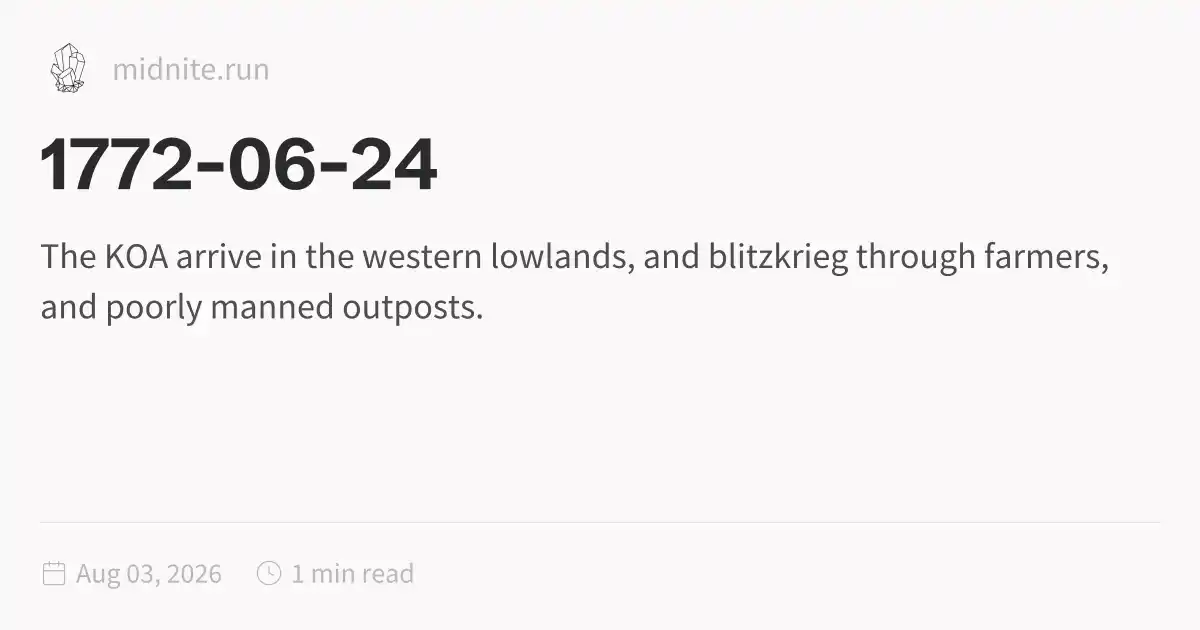 midnite.run
1772-06-24
The KOA arrive in the western lowlands, and blitzkrieg through farmers,
and poorly manned outposts.
Aug 03, 2026 1 min read